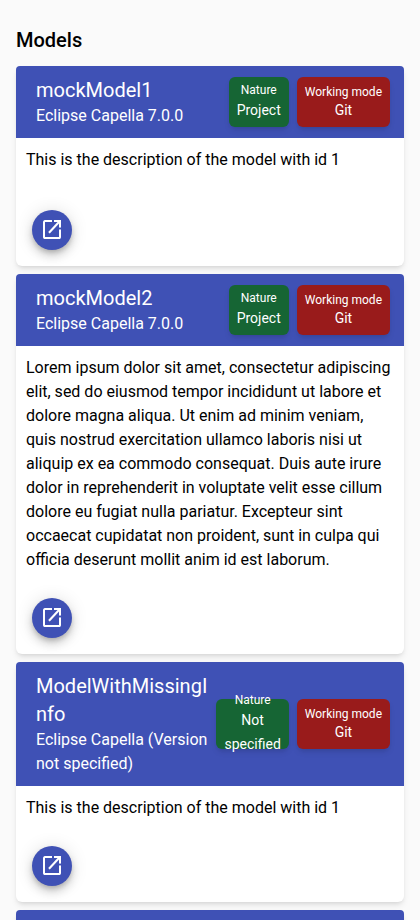 Models
mockModel1
Eclipse Capella 7.0.0
Nature
Project
Working mode
Git
This is the description of the model with id 1
mockModel2
Eclipse Capella 7.0.0
Nature
Project
Working mode
Git
Lorem ipsum dolor sit amet, consectetur adipiscing
elit, sed do eiusmod tempor incididunt ut labore et
dolore magna aliqua. Ut enim ad minim veniam,
quis nostrud exercitation ullamco laboris nisi ut
aliquip ex ea commodo consequat. Duis aute irure
dolor in reprehenderit in voluptate velit esse cillum
dolore eu fugiat nulla pariatur. Excepteur sint
occaecat cupidatat non proident, sunt in culpa qui
officia deserunt mollit anim id est laborum.
ModelWithMissingI
nfo
Eclipse Capella (Version
not specified)
Nature
Not
specified
Working mode
Git
This is the description of the model with id 1